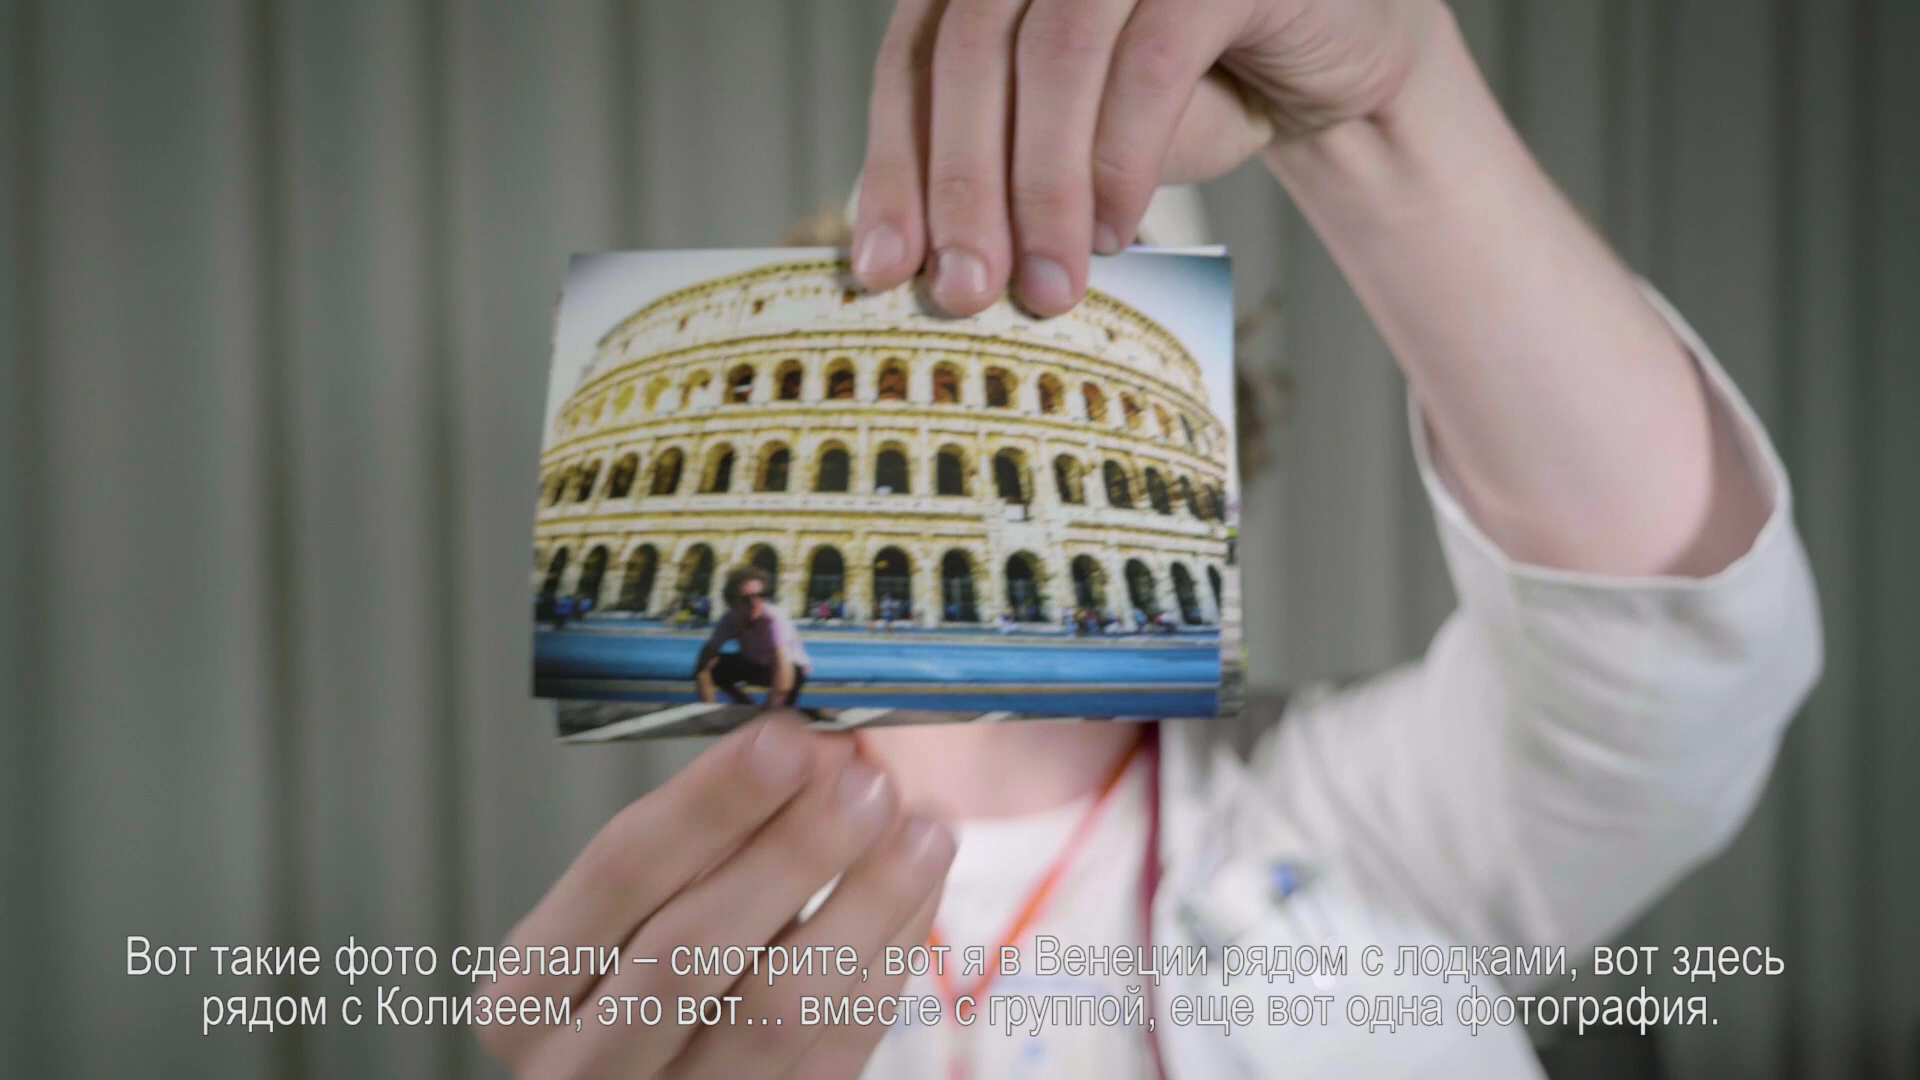 Вот такие фото сделали – смотрите, вот я в Венеции рядом с лодками, вот здесь
рядом с Колизеем, это вот... вместе с группой, еще вот одна фотография.